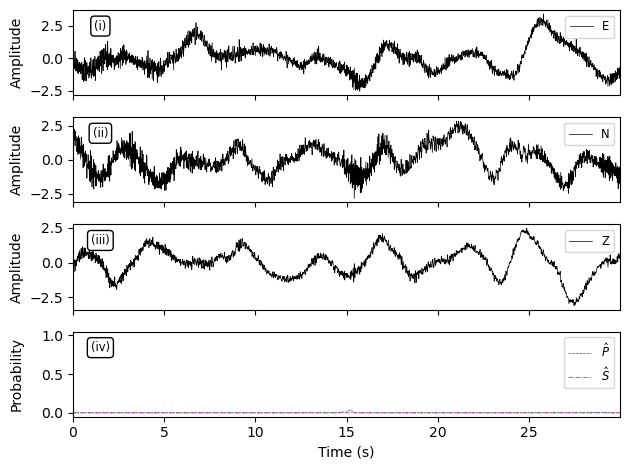 Amplitude
2.5
0.0
−2.5
(i)
E
Amplitude
2.5
0.0
−2.5
(ii)
N
Amplitude
2.5
0.0
−2.5
(iii)
Z
Probability
1.0
0.5
0.0
(iv)
P̂
Ŝ
0 5 10 15 20 25
Time (s)